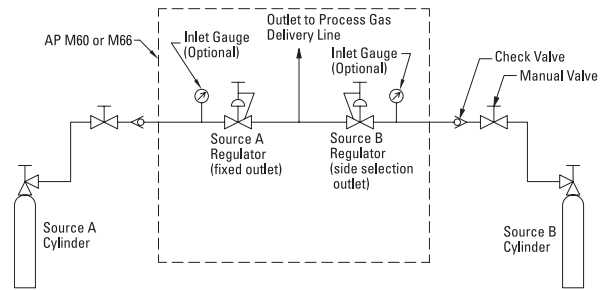 AP M60 or M66
Inlet Gauge
(Optional)
Outlet to Process Gas
Delivery Line
Inlet Gauge
(Optional)
Check Valve
Manual Valve
Source A
Regulator
(fixed outlet)
Source B
Regulator
(side selection
outlet)
Source A
Cylinder
Source B
Cylinder